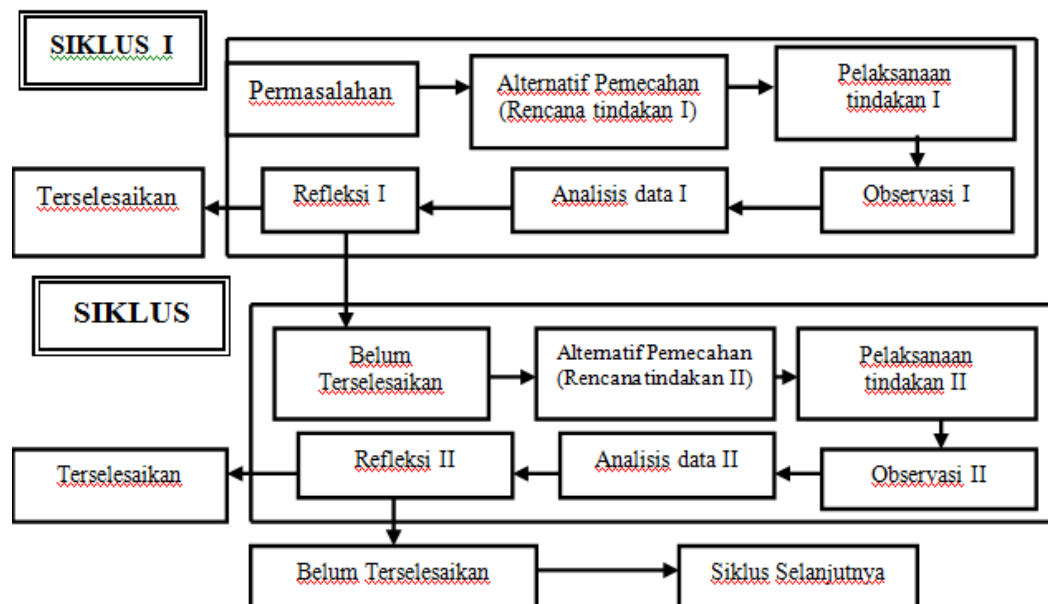 SIKLUS I
Permasalahan
Alternatif Pemecahan
(Rencana tindakan I)
Pelaksanaan
tindakan I
Terselesaikan
Refleksi I
Analisis data I
Observasi I
SIKLUS
Belum
Terselesaikan
Alternatif Pemecahan
(Rencana tindakan II)
Pelaksanaan
tindakan II
Terselesaikan
Refleksi II
Analisis data II
Observasi II
Belum Terselesaikan
Siklus Selanjutnya